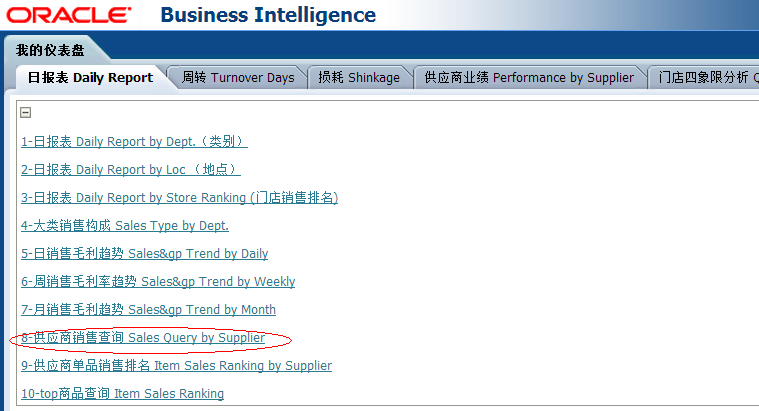 ORACLE® Business Intelligence
我的仪表盘
日报表 Daily Report 周转 Turnover Days 损耗 Shinkage 供应商业绩 Performance by Supplier 门店四象限分析 Q
1-日报表 Daily Report by Dept.（类别）
2-日报表 Daily Report by Loc （地点）
3-日报表 Daily Report by Store Ranking (门店销售排名)
4-大类销售构成 Sales Type by Dept.
5-日销售毛利趋势 Sales&gp Trend by Daily
6-周销售毛利率趋势 Sales&gp Trend by Weekly
7-月销售毛利趋势 Sales&gp Trend by Month
8-供应商销售查询 Sales Query by Supplier
9-供应商单品销售排名 Item Sales Ranking by Supplier
10-top商品查询 Item Sales Ranking